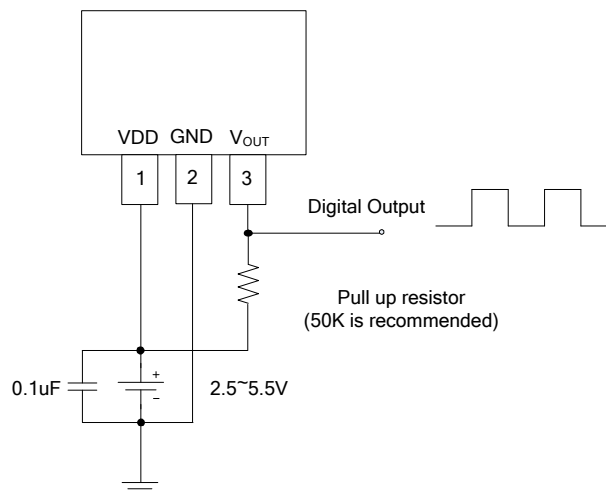 VDD GND VOUT
1 2 3
Digital Output
Pull up resistor
(50K is recommended)
+
0.1uF 2.5~5.5V
−